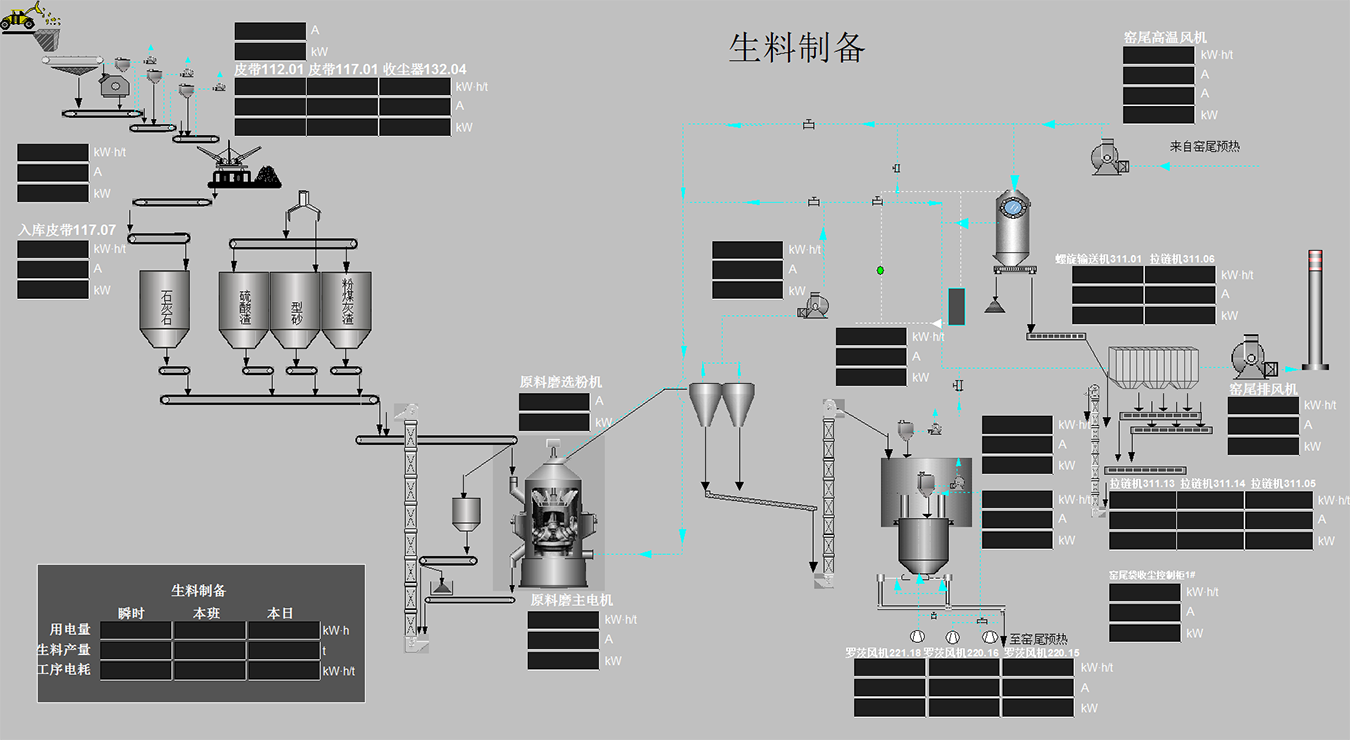 生料制备
A
kW
皮带112.01 皮带117.01 收尘器132.04
kW·h/t
A
kW
kW·h/t
A
kW
入库皮带117.07
kW·h/t
A
kW
石灰石
硫酸渣
型砂
粉煤灰渣
窑尾高温风机
kW·h/t
A
A
kW
来自窑尾预热
kW·h/t
A
kW
kW·h/t
A
kW
螺旋输送机311.01 拉链机311.06
kW·h/t
A
kW
窑尾排风机
kW·h/t
A
kW
原料磨选粉机
A
kW
kW·h/t
A
kW
kW·h/t
A
kW
拉链机311.13 拉链机311.14 拉链机311.05
kW·h/t
A
kW
窑尾袋收尘控制柜1#
kW·h/t
A
kW
原料磨主电机
kW·h/t
A
kW
至窑尾预热
罗茨风机221.18 罗茨风机220.16 罗茨风机220.15
kW·h/t
A
kW
生料制备
瞬时 本班 本日
用电量 kW·h
生料产量 t
工序电耗 kW·h/t